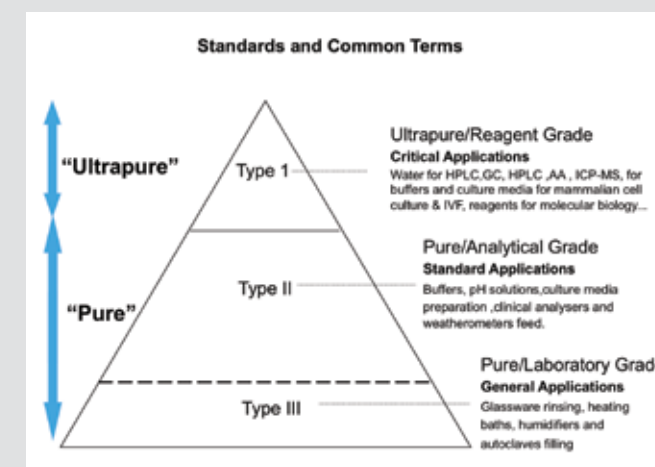 Standards and Common Terms
“Ultrapure”
Type 1
Ultrapure/Reagent Grade
Critical Applications
Water for HPLC,GC, HPLC ,AA , ICP-MS, for
buffers and culture media for mammalian cell
culture & IVF, reagents for molecular biology...
“Pure”
Type II
Pure/Analytical Grade
Standard Applications
Buffers, pH solutions,culture media
preparation ,clinical analysers and
weatherometers feed.
Type III
Pure/Laboratory Grad
General Applications
Glassware rinsing, heating
baths, humidifiers and
autoclaves filling